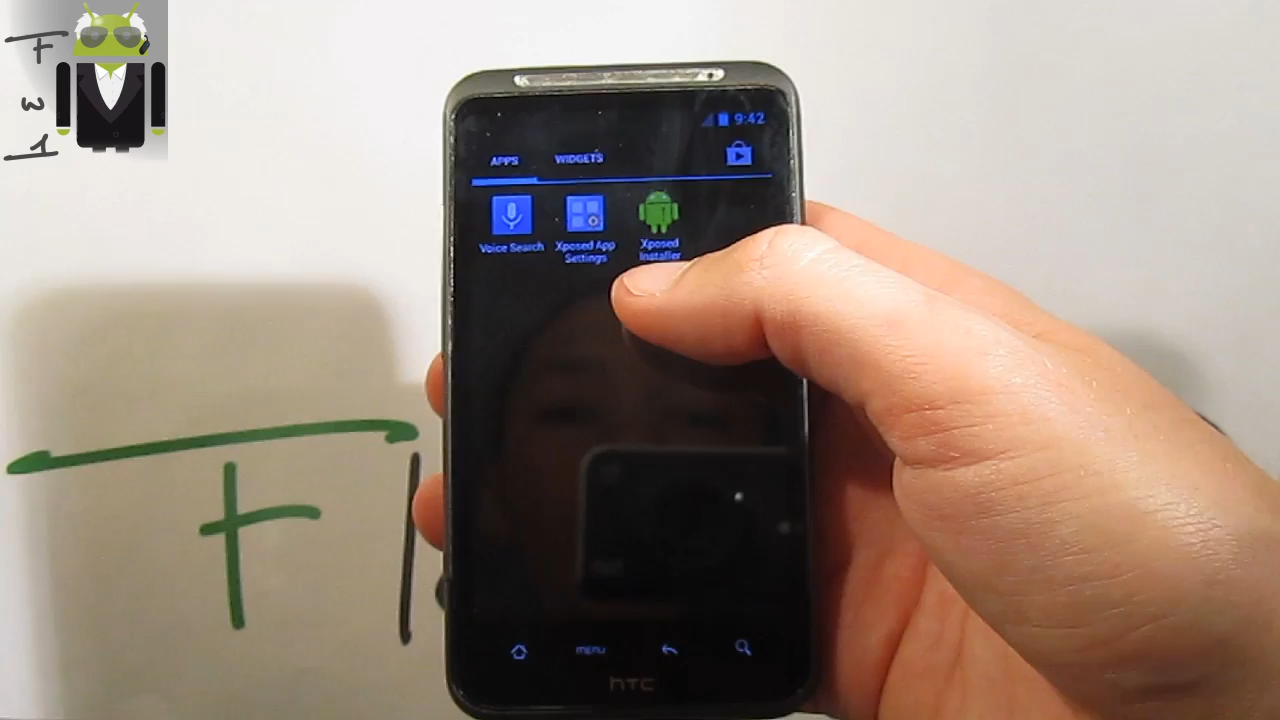 F
W
1
9:42
APPS WIDGETS
Voice Search
Xposed App
Settings
Xposed
Installer
F
MENU
hTC